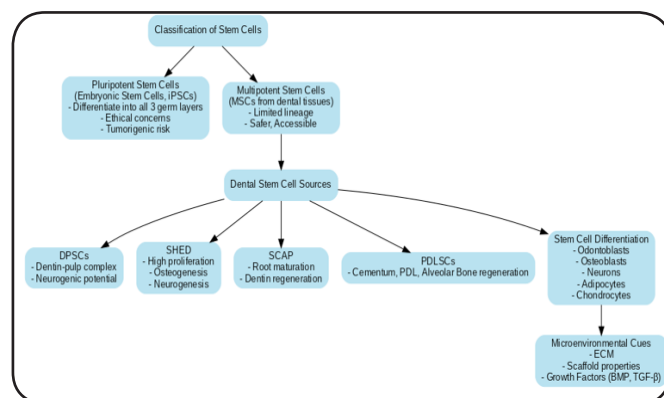 Classification of Stem Cells
Pluripotent Stem Cells
(Embryonic Stem Cells, iPSCs)
- Differentiate into all 3 germ layers
- Ethical concerns
- Tumorigenic risk
Multipotent Stem Cells
(MSCs from dental tissues)
- Limited lineage
- Safer, Accessible
Dental Stem Cell Sources
DPSCs
- Dentin-pulp complex
- Neurogenic potential
SHED
- High proliferation
- Osteogenesis
- Neurogenesis
SCAP
- Root maturation
- Dentin regeneration
PDLSCs
- Cementum, PDL, Alveolar Bone regeneration
Stem Cell Differentiation
- Odontoblasts
- Osteoblasts
- Neurons
- Adipocytes
- Chondrocytes
Microenvironmental Cues
- ECM
- Scaffold properties
- Growth Factors (BMP, TGF-β)